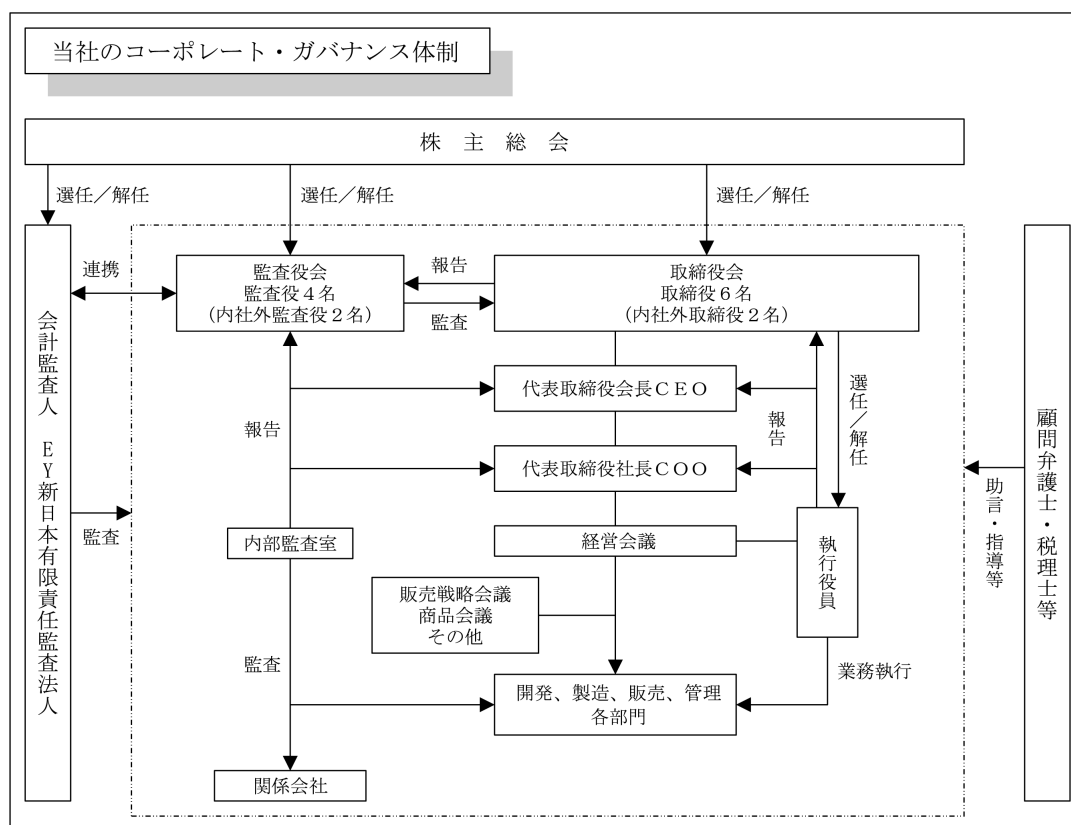 当社のコーポレート・ガバナンス体制
株 主 総 会
選任／解任
選任／解任
選任／解任
会計監査人 EY新日本有限責任監査法人
連携
監査役会
監査役４名
（内社外監査役２名）
報告
監査
取締役会
取締役６名
（内社外取締役２名）
代表取締役会長ＣＥＯ
選任／解任
報告
報告
代表取締役社長ＣＯＯ
顧問弁護士・税理士等
助言・指導等
監査
内部監査室
経営会議
執行役員
販売戦略会議
商品会議
その他
監査
業務執行
開発、製造、販売、管理
各部門
関係会社